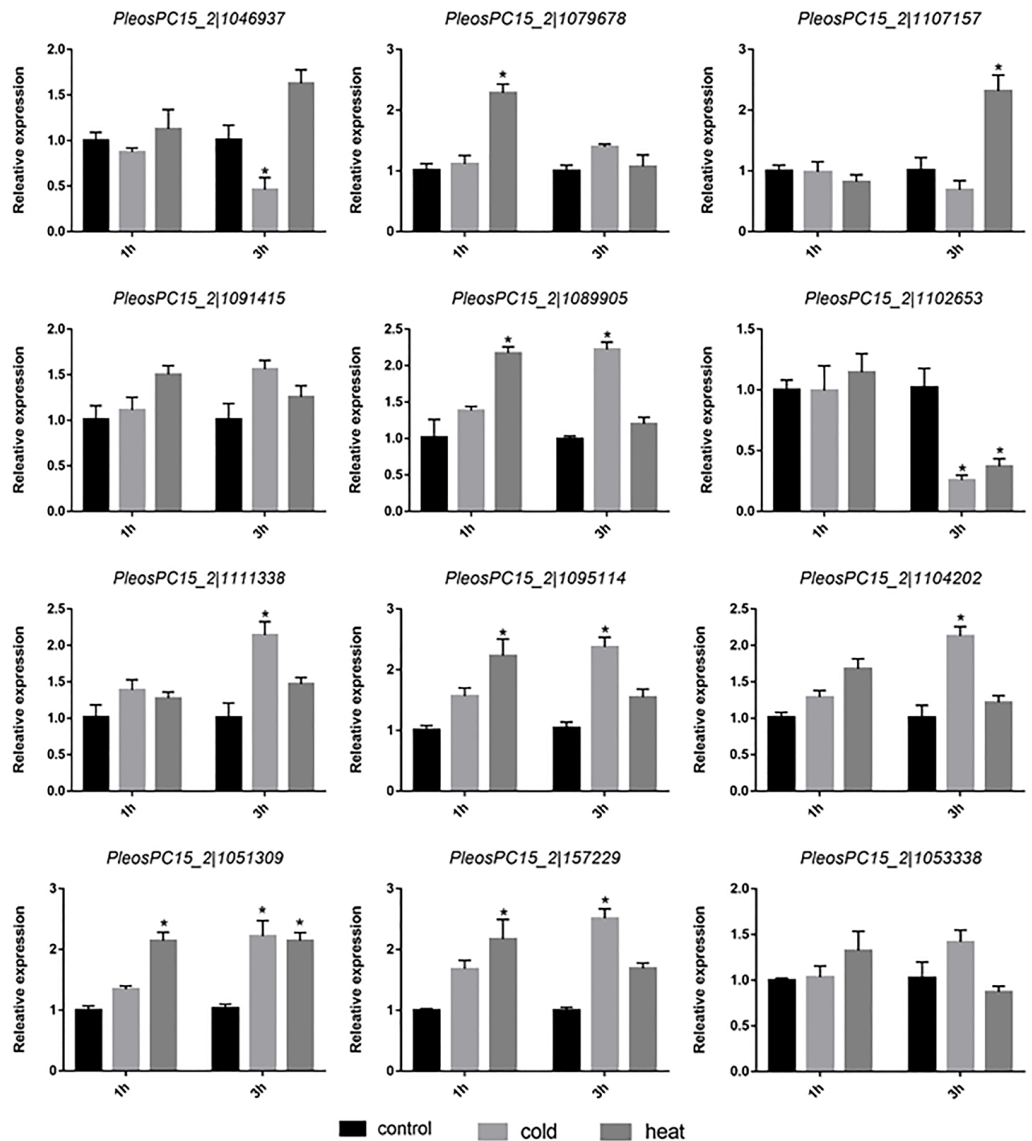 PleosPC15_2|1046937 PleosPC15_2|1079678 PleosPC15_2|1107157
Releative expression
2.0
1.5
1.0
0.5
0.0
1h 3h
*
Releative expression
3
2
1
0
1h 3h
*
Releative expression
3
2
1
0
1h 3h
*
PleosPC15_2|1091415 PleosPC15_2|1089905 PleosPC15_2|1102653
Releative expression
2.0
1.5
1.0
0.5
0.0
1h 3h
Releative expression
2.5
2.0
1.5
1.0
0.5
0.0
1h 3h
* *
Releative expression
1.5
1.0
0.5
0.0
1h 3h
* *
PleosPC15_2|1111338 PleosPC15_2|1095114 PleosPC15_2|1104202
Releative expression
2.5
2.0
1.5
1.0
0.5
0.0
1h 3h
*
Releative expression
3
2
1
0
1h 3h
* *
Releative expression
2.5
2.0
1.5
1.0
0.5
0.0
1h 3h
*
PleosPC15_2|1051309 PleosPC15_2|157229 PleosPC15_2|1053338
Releative expression
3
2
1
0
1h 3h
* * *
Releative expression
3
2
1
0
1h 3h
* *
Releative expression
2.0
1.5
1.0
0.5
0.0
1h 3h
control cold heat